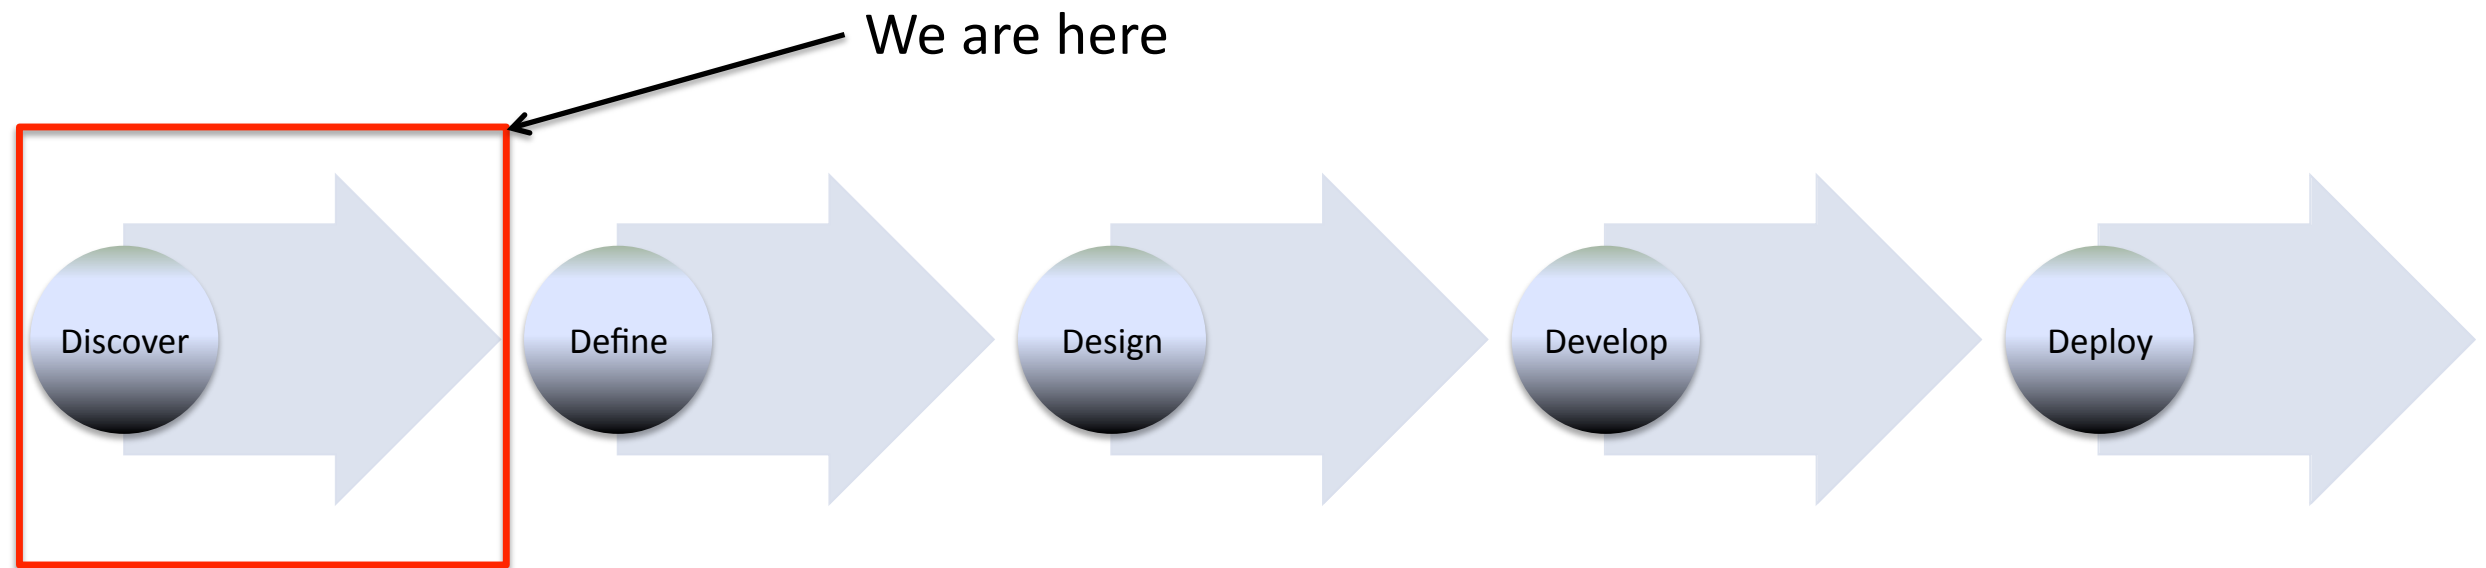 We are here
Discover
Define
Design
Develop
Deploy